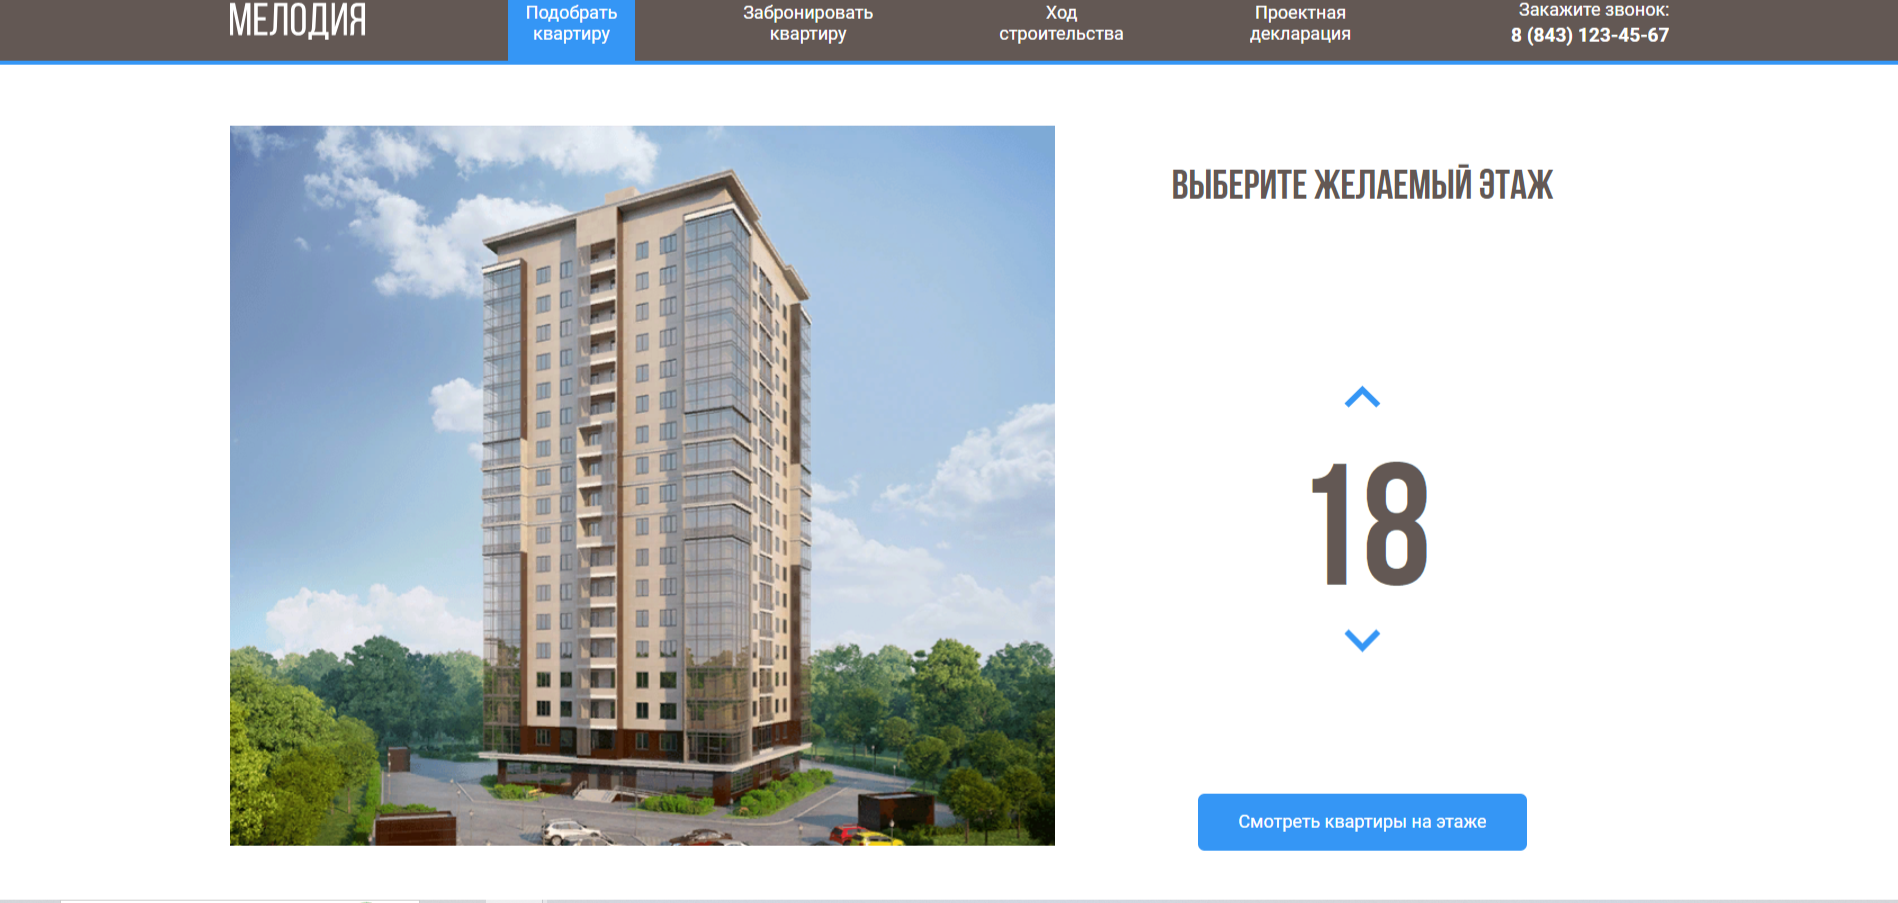 МЕЛОДИЯ
Подобрать
квартиру
Забронировать
квартиру
Ход
строительства
Проектная
декларация
Закажите звонок:
8 (843) 123-45-67
ВЫБЕРИТЕ ЖЕЛАЕМЫЙ ЭТАЖ
18
Смотреть квартиры на этаже